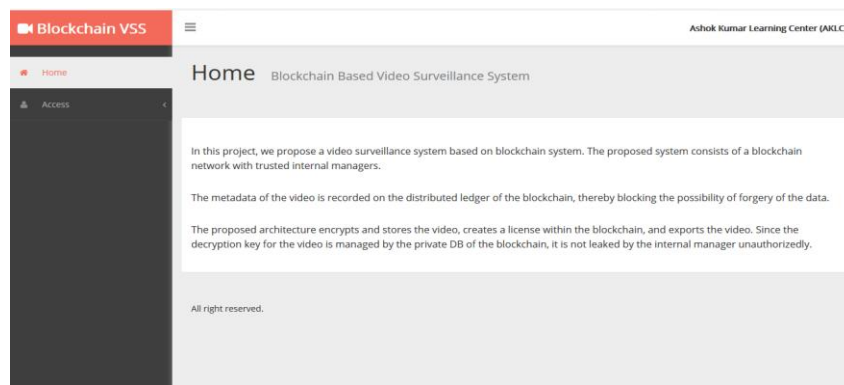 Blockchain VSS
Ashok Kumar Learning Center (AKLC
Home
Access
Home Blockchain Based Video Surveillance System
In this project, we propose a video surveillance system based on blockchain system. The proposed system consists of a blockchain
network with trusted internal managers.
The metadata of the video is recorded on the distributed ledger of the blockchain, thereby blocking the possibility of forgery of the data.
The proposed architecture encrypts and stores the video, creates a license within the blockchain, and exports the video. Since the
decryption key for the video is managed by the private DB of the blockchain, it is not leaked by the internal manager unauthorizedly.
All right reserved.